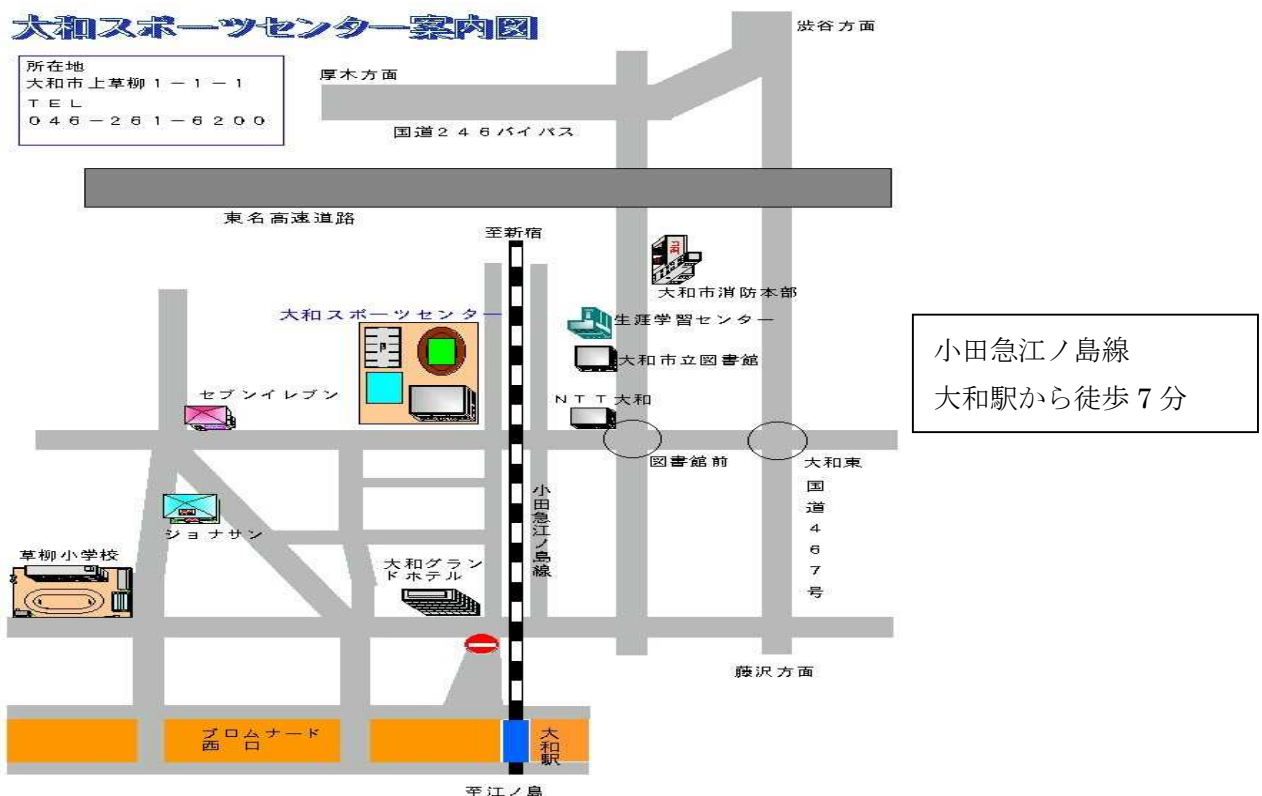 大和スポーツセンター案内図
所在地
大和市上草柳１－１－１
ＴＥＬ
０４６－２６１－６２００
渋谷方面
厚木方面
国道２４６バイパス
東名高速道路
至新宿
大和市消防本部
大和スポーツセンター
生涯学習センター
大和市立図書館
セブンイレブン
ＮＴＴ大和
P
図書館前
大和東
国道４６７号
小田急江ノ島線
ジョナサン
草柳小学校
大和グラン
ドホテル
藤沢方面
プロムナード
西 口
大和駅
至江ノ島
小田急江ノ島線
大和駅から徒歩 7 分